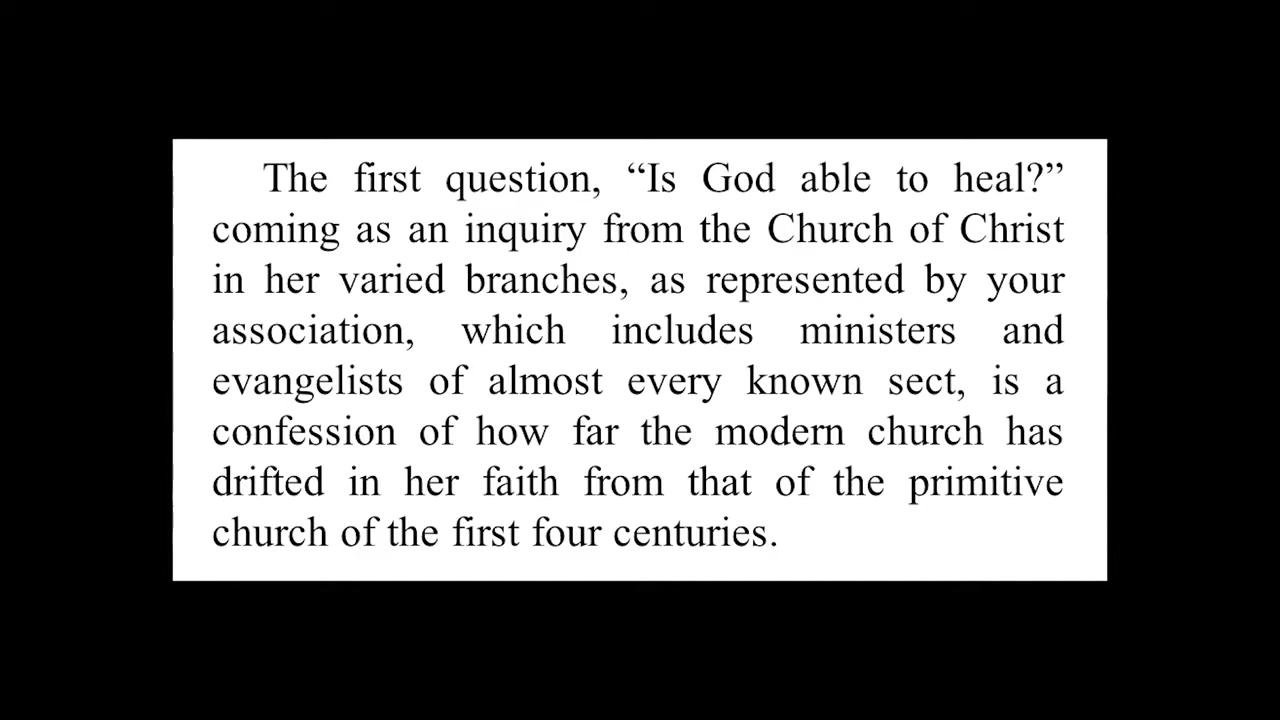 The first question, “Is God able to heal?”
coming as an inquiry from the Church of Christ
in her varied branches, as represented by your
association, which includes ministers and
evangelists of almost every known sect, is a
confession of how far the modern church has
drifted in her faith from that of the primitive
church of the first four centuries.